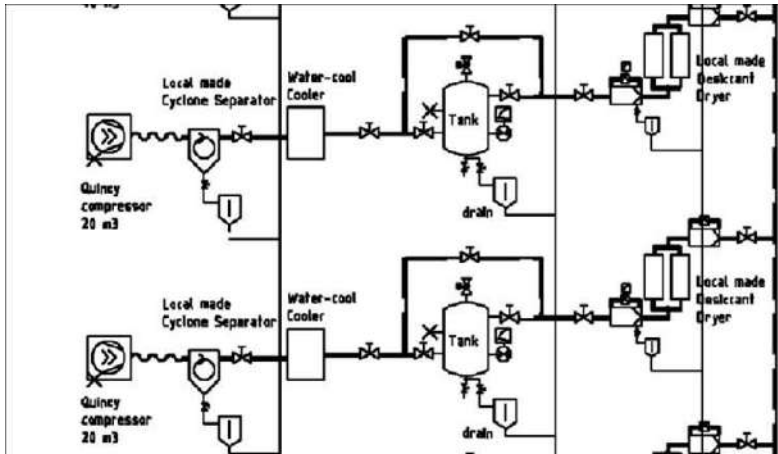 Local made
Cyclone Separator
Water-cool
Cooler
Tank
Local made
Desiccant
Dryer
Quincy
compressor
20 m3
drain
Local made
Cyclone Separator
Water-cool
Cooler
Tank
Local made
Desiccant
Dryer
Quincy
compressor
20 m3
drain